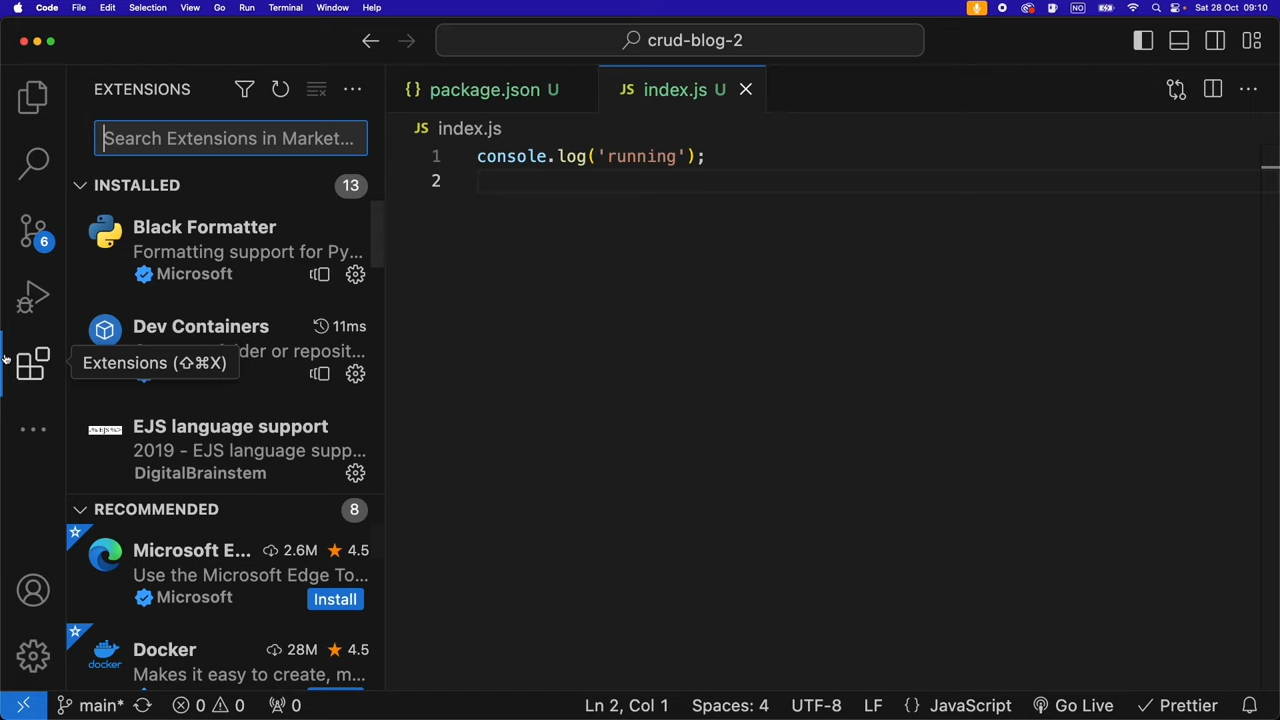 Code File Edit Selection View Go Run Terminal Window Help NO Sat 28 Oct 09:10
crud-blog-2
EXTENSIONS
{} package.json U
JS index.js U
Search Extensions in Market...
JS index.js
1 console.log('running');
2
INSTALLED 13
Black Formatter
Formatting support for Py...
Microsoft
6
Dev Containers 11ms
der or reposit...
Extensions (⇧⌘X)
EJS language support
<% EJS %>
2019 - EJS language supp...
DigitalBrainstem
RECOMMENDED 8
Microsoft E... 2.6M ★ 4.5
Use the Microsoft Edge To...
Microsoft
Install
Docker 28M ★ 4.5
docker
Makes it easy to create, m...
main* 0 0 0 Ln 2, Col 1 Spaces: 4 UTF-8 LF {} JavaScript Go Live Prettier